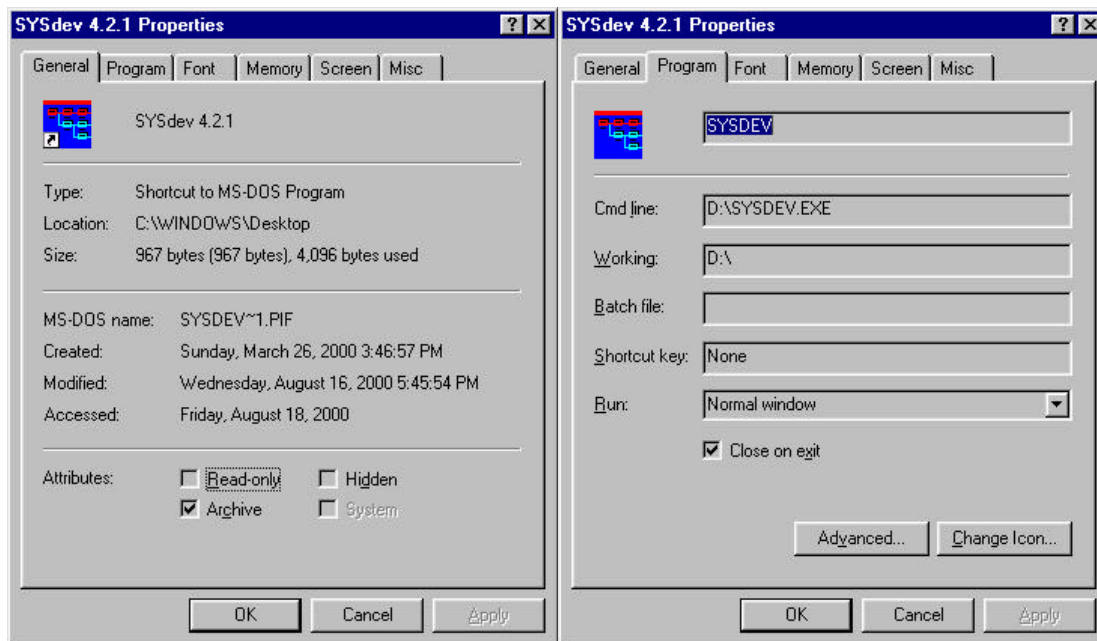 SYSdev 4.2.1 Properties
General Program Font Memory Screen Misc
SYSdev 4.2.1
Type: Shortcut to MS-DOS Program
Location: C:\WINDOWS\Desktop
Size: 967 bytes (967 bytes), 4,096 bytes used
MS-DOS name: SYSDEV~1.PIF
Created: Sunday, March 26, 2000 3:46:57 PM
Modified: Wednesday, August 16, 2000 5:45:54 PM
Accessed: Friday, August 18, 2000
Attributes: Read-only Hidden
Archive System
OK Cancel Apply
SYSdev 4.2.1 Properties
General Program Font Memory Screen Misc
SYSDEV
Cmd line: D:\SYSDEV.EXE
Working: D:\
Batch file:
Shortcut key: None
Run: Normal window
Close on exit
Advanced... Change Icon...
OK Cancel Apply